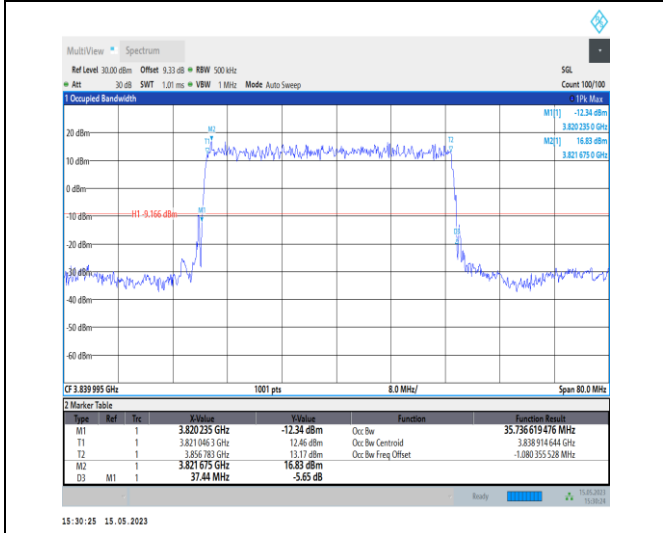 MultiView Spectrum
Ref Level 30.00 dBm Offset 9.33 dB RBW 500 kHz SGL
Att 30 dB SWT 1.01 ms VBW 1 MHz Mode Auto Sweep Count 100/100
1 Occupied Bandwidth 1Pk Max
M1[1] -12.34 dBm
3.820 235 0 GHz
M2[1] 16.83 dBm
3.821 675 0 GHz
20 dBm
M2
T1
T2
10 dBm
0 dBm
-10 dBm
H1 -9.166 dBm
M1
D3
-20 dBm
-30 dBm
-40 dBm
-50 dBm
-60 dBm
CF 3.839 995 GHz 1001 pts 8.0 MHz/ Span 80.0 MHz
2 Marker Table
Type Ref Trc X-Value Y-Value Function Function Result
M1 1 3.820 235 GHz -12.34 dBm Occ Bw 35.736 619 476 MHz
T1 1 3.821 046 3 GHz 12.46 dBm Occ Bw Centroid 3.838 914 644 GHz
T2 1 3.856 783 GHz 13.17 dBm Occ Bw Freq Offset -1.080 355 528 MHz
M2 1 3.821 675 GHz 16.83 dBm
D3 M1 1 37.44 MHz -5.65 dB
Ready 15.05.2023
15:30:24
15:30:25 15.05.2023